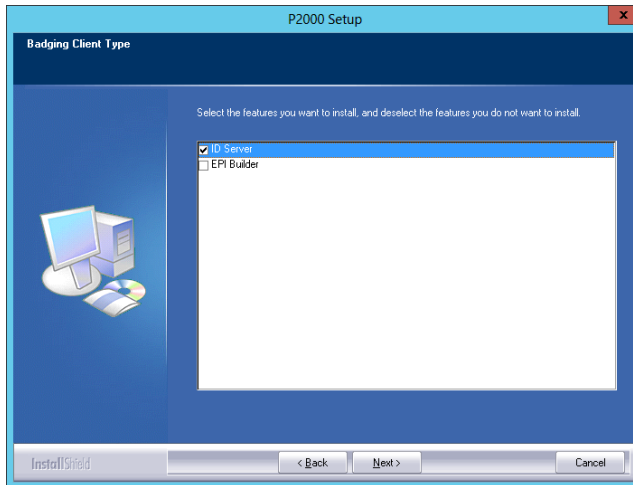 P2000 Setup
x
Badging Client Type
Select the features you want to install, and deselect the features you do not want to install.
ID Server
EPI Builder
InstallShield
< Back
Next >
Cancel